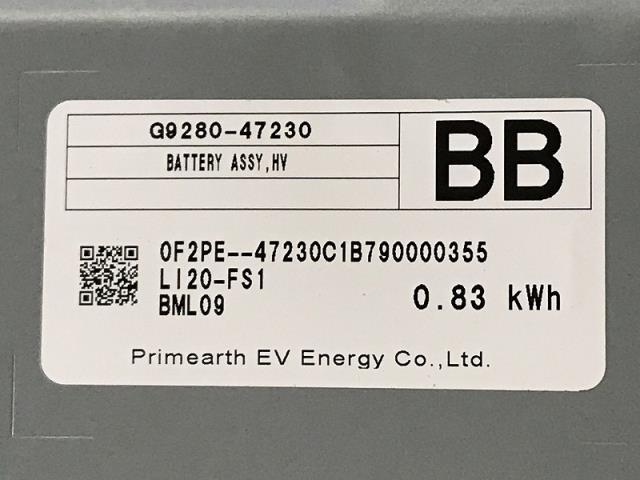 G9280-47230
BB
BATTERY ASSY,HV
0F2PE--47230C1B790000355
LI20-FS1
BML09
0.83 kWh
Primearth EV Energy Co.,Ltd.